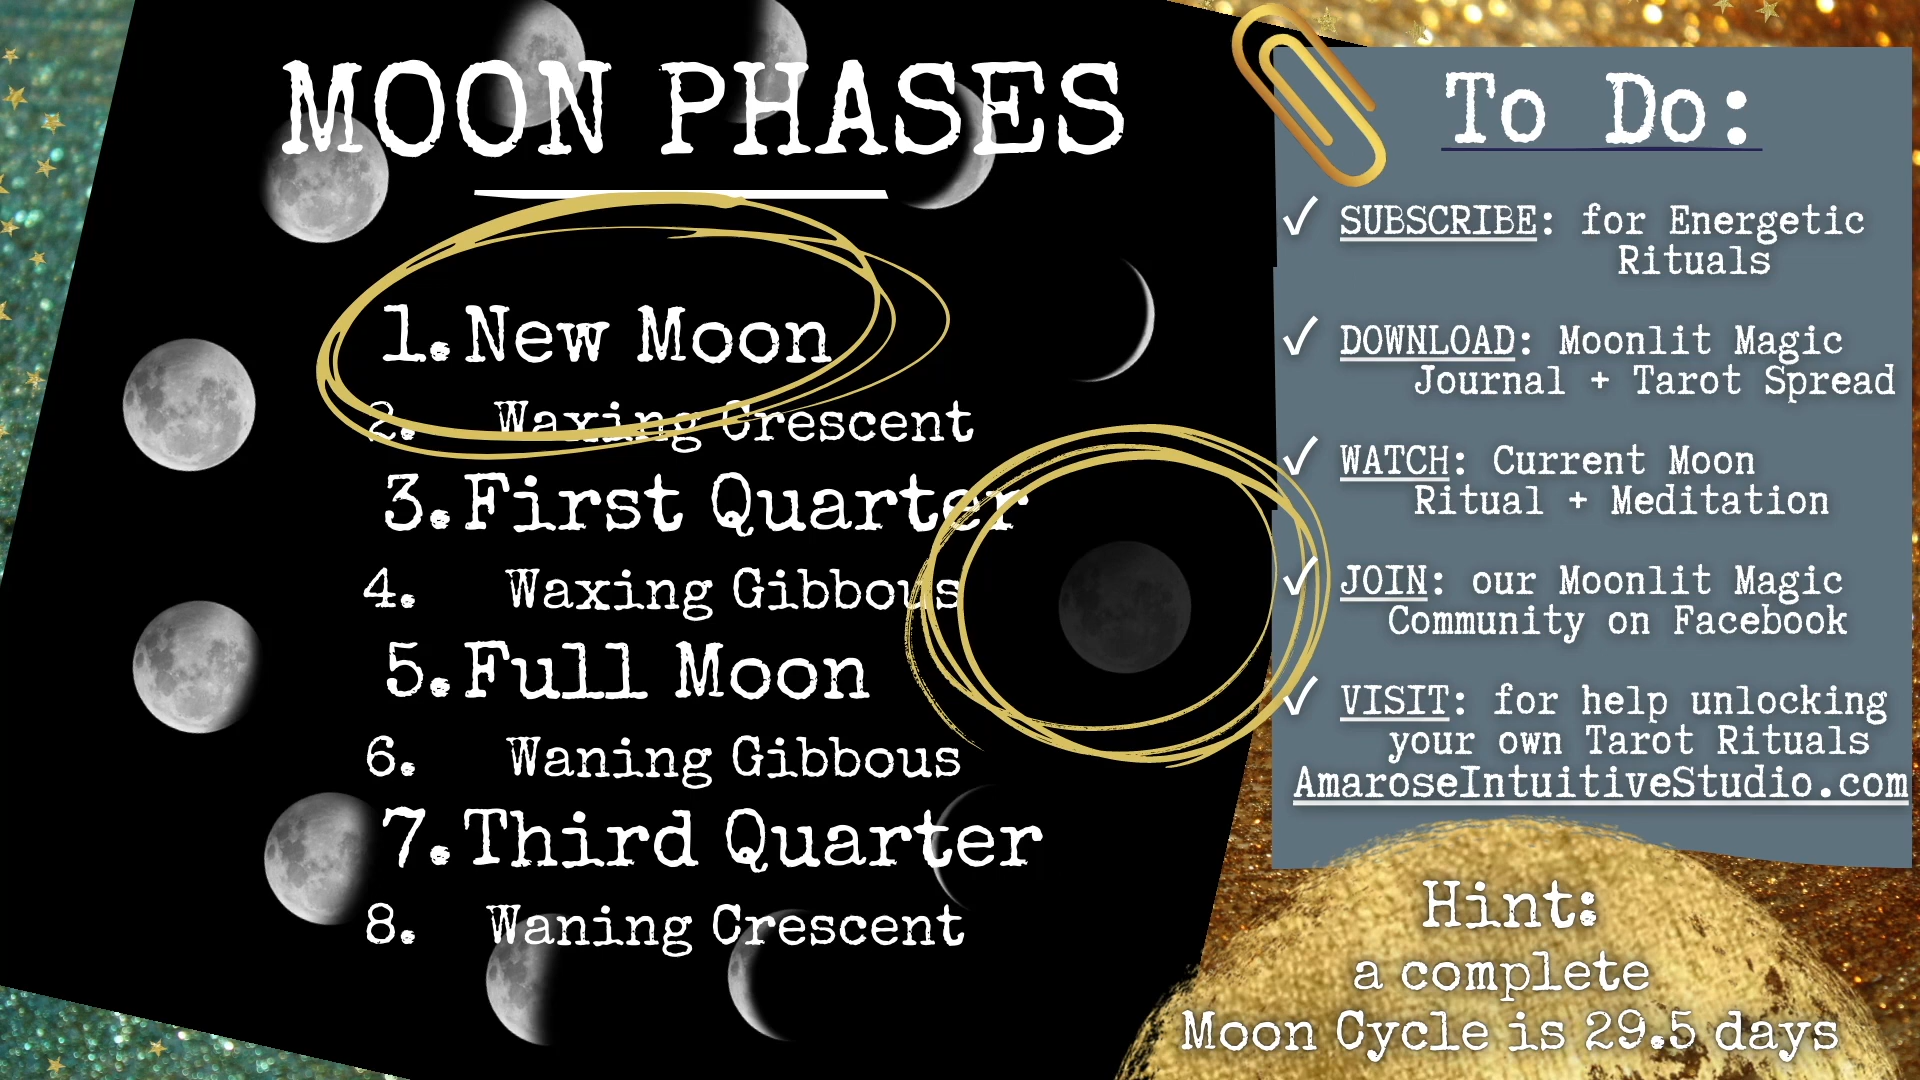 MOON PHASES
1. New Moon
2. Waxing Crescent
3. First Quarter
4. Waxing Gibbous
5. Full Moon
6. Waning Gibbous
7. Third Quarter
8. Waning Crescent
To Do:
✓ SUBSCRIBE: for Energetic
Rituals
✓ DOWNLOAD: Moonlit Magic
Journal + Tarot Spread
✓ WATCH: Current Moon
Ritual + Meditation
✓ JOIN: our Moonlit Magic
Community on Facebook
✓ VISIT: for help unlocking
your own Tarot Rituals
AmaroseIntuitiveStudio.com
Hint:
a complete
Moon Cycle is 29.5 days